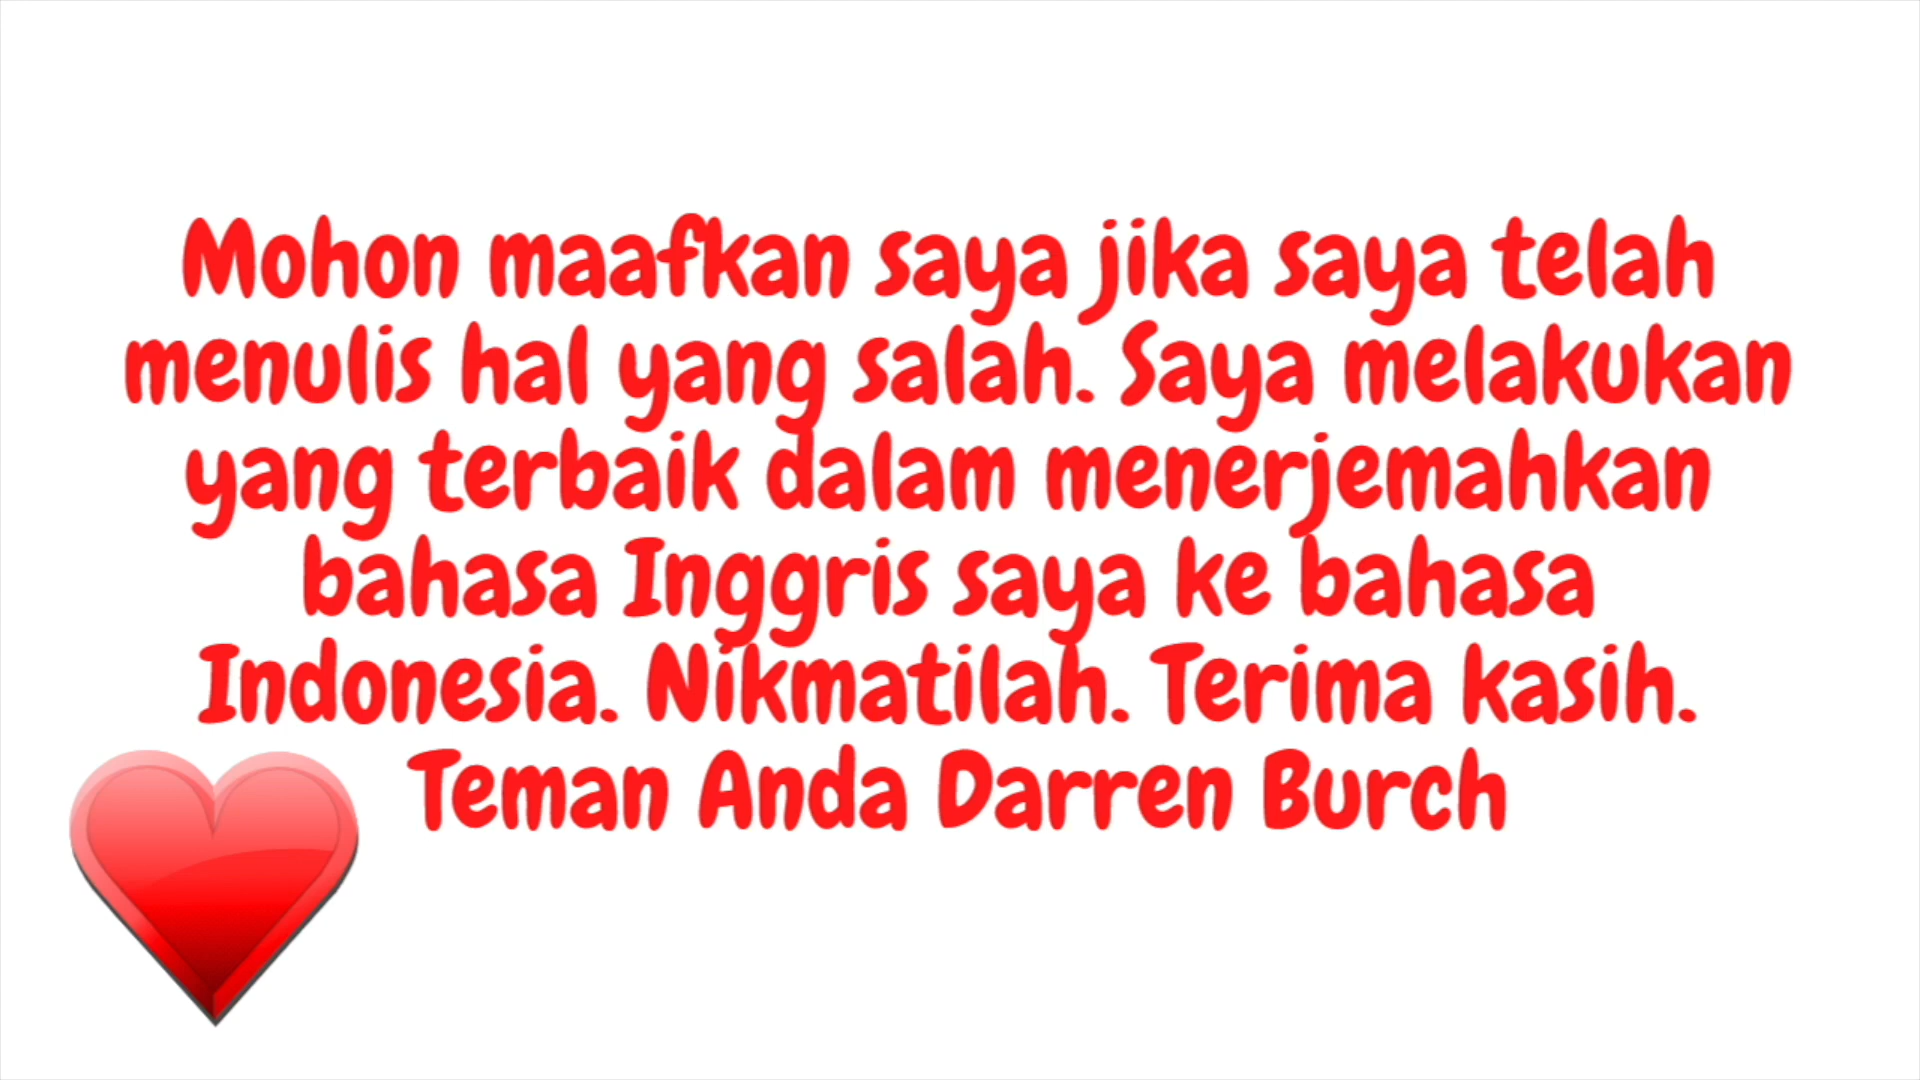 Mohon maafkan saya jika saya telah
menulis hal yang salah. Saya melakukan
yang terbaik dalam menerjemahkan
bahasa Inggris saya ke bahasa
Indonesia. Nikmatilah. Terima kasih.
Teman Anda Darren Burch